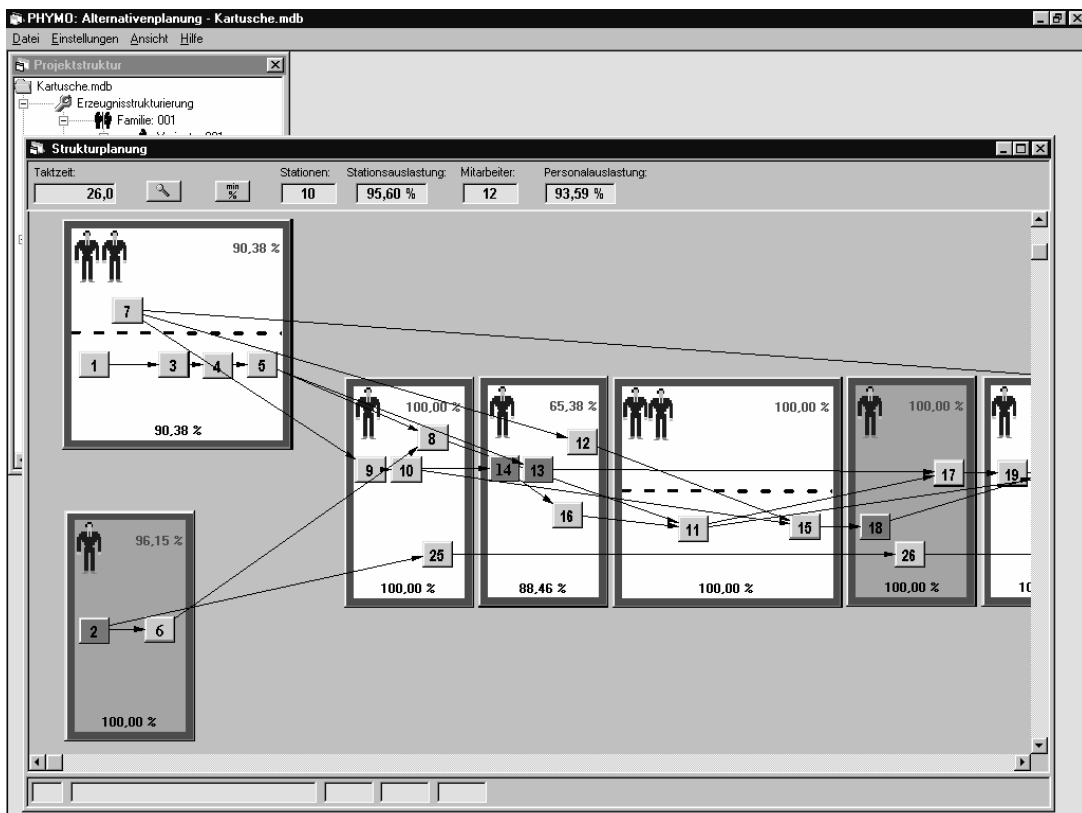 PHYMO: Alternativenplanung - Kartusche.mdb
Datei Einstellungen Ansicht Hilfe
Projektstruktur
Kartusche.mdb
Erzeugnisstrukturierung
Familie: 001
Strukturplanung
Taktzeit: Stationen: Stationsauslastung: Mitarbeiter: Personalauslastung:
26,0 min % 10 95,60 % 12 93,59 %
90,38 %
7
1 3 4 5
90,38 %
100,00 % 65,38 % 100,00 % 100,00 %
8 12
9 10 14 13 17 19
16 11 15 18
25 26
100,00 % 88,46 % 100,00 % 100,00 % 10
96,15 %
2 6
100,00 %